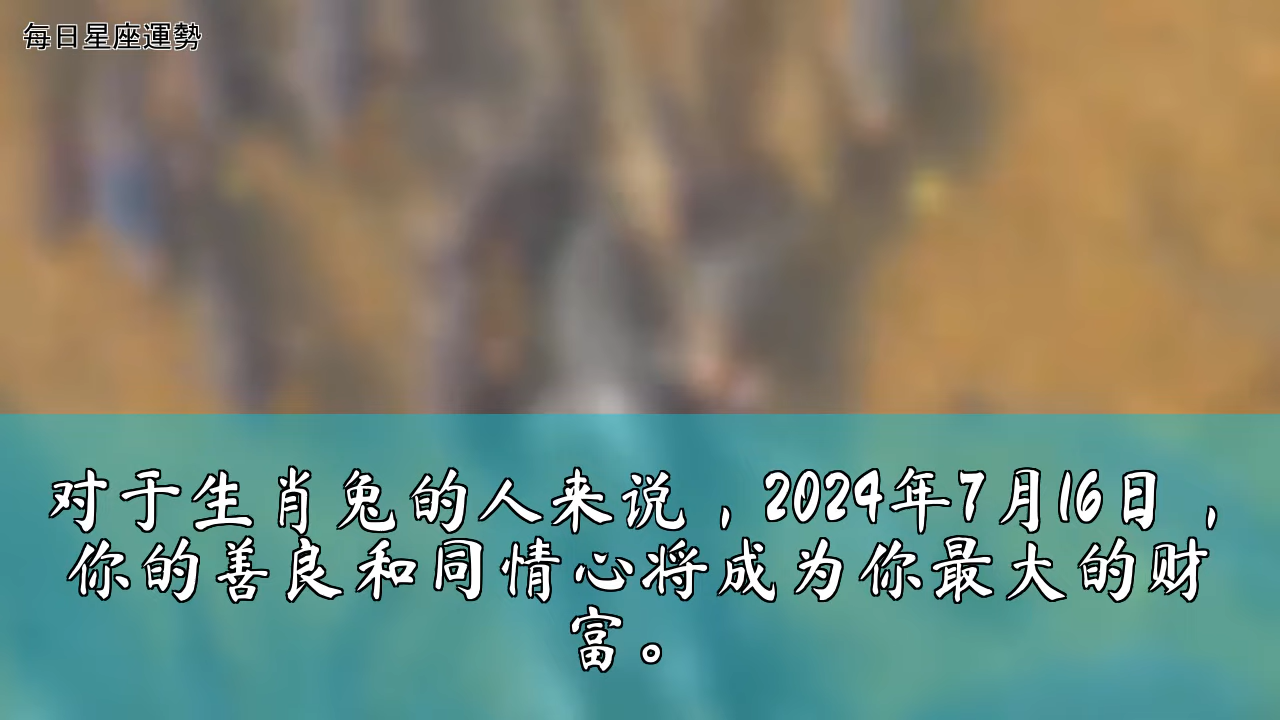 每日星座運勢
对于生肖兔的人来说，2024年7月16日，
你的善良和同情心将成为你最大的财
富。